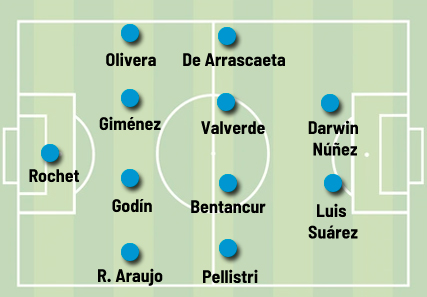 Olivera
De Arrascaeta
Giménez
Valverde
Darwin
Núñez
Rochet
Godín
Bentancur
Luis
Suárez
R. Araujo
Pellistri